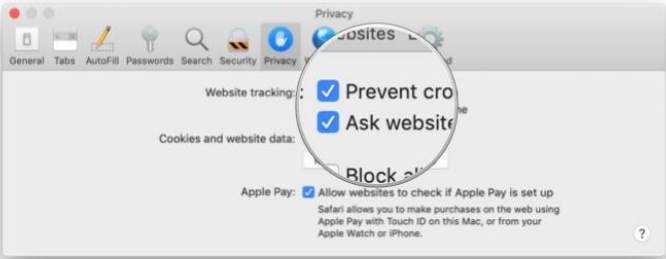 Privacy
General Tabs AutoFill Passwords Search Security Privacy
ebsites
Website tracking: Prevent cro
Ask website
Cookies and website data:
Block
Apple Pay: Allow websites to check if Apple Pay is set up
Safari allows you to make purchases on the web using
Apple Pay with Touch ID on this Mac, or from your
Apple Watch or iPhone.
?